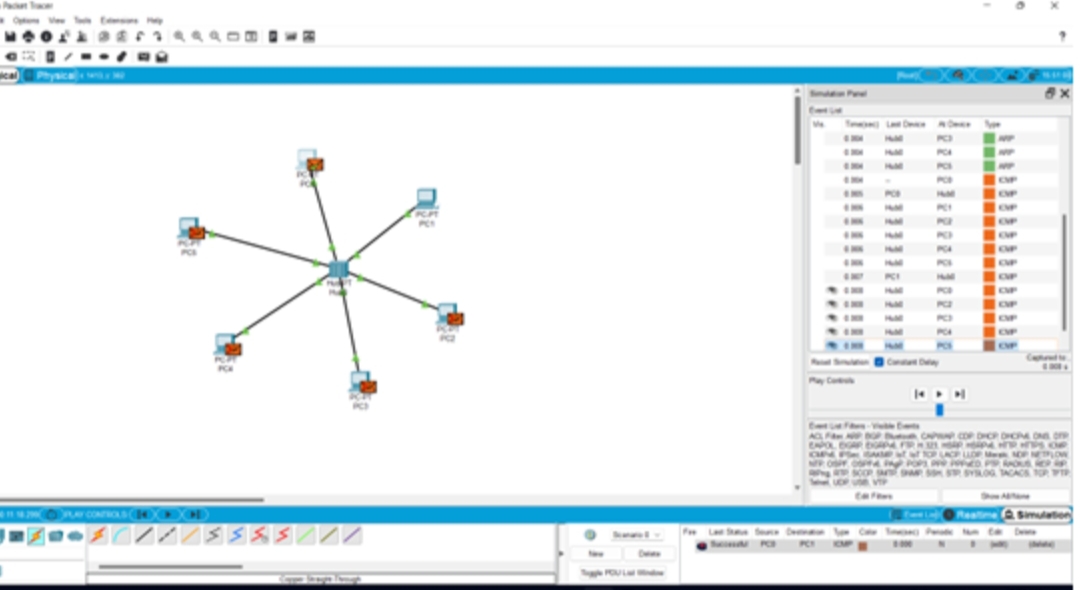 Packet Tracer
Options View Tools Extensions Help
?
Physical
[Root]
Simulation Panel
Event List
Vis. Time(sec) Last Device At Device Type
0.004 Hub0 PC3 ARP
0.004 Hub0 PC4 ARP
0.004 Hub0 PC5 ARP
0.004 -- PC0 ICMP
0.005 PC0 Hub0 ICMP
0.006 Hub0 PC1 ICMP
0.006 Hub0 PC2 ICMP
0.006 Hub0 PC3 ICMP
0.006 Hub0 PC4 ICMP
0.006 Hub0 PC5 ICMP
0.007 PC1 Hub0 ICMP
0.008 Hub0 PC0 ICMP
0.008 Hub0 PC2 ICMP
0.008 Hub0 PC3 ICMP
0.008 Hub0 PC4 ICMP
0.008 Hub0 PC5 ICMP
Reset Simulation Constant Delay
Captured to..
0.008 s
Play Controls
PC-PT
PC1
PC-PT
PC5
PC-PT
PC2
PC-PT
PC4
PC-PT
PC3
Event List Filters - Visible Events
ACL Filter, ARP, BGP, Bluetooth, CAPWAP, CDP, DHCP, DHCPv6, DNS, DTP,
EAPOL, EIGRP, EIGRPv6, FTP, H.323, HSRP, HSRPv6, HTTP, HTTPS, ICMP,
ICMPv6, IPSec, ISAKMP, IoT, IoT TCP, LACP, LLDP, Meraki, NDP, NETFLOW,
NTP, OSPF, OSPFv6, PAgP, POP3, PPP, PPPoED, PTP, RADIUS, REP, RIP,
RIPng, RTP, SCCP, SMTP, SNMP, SSH, STP, SYSLOG, TACACS, TCP, TFTP,
Telnet, UDP, USB, VTP
Edit Filters Show All/None
PLAY CONTROLS
Event List Realtime Simulation
Scenario 0
New Delete
Toggle PDU List Window
Fire Last Status Source Destination Type Color Time(sec) Periodic Num Edit Delete
Successful PC0 PC1 ICMP 0.000 N 0 (edit) (delete)
Copper Straight-Through